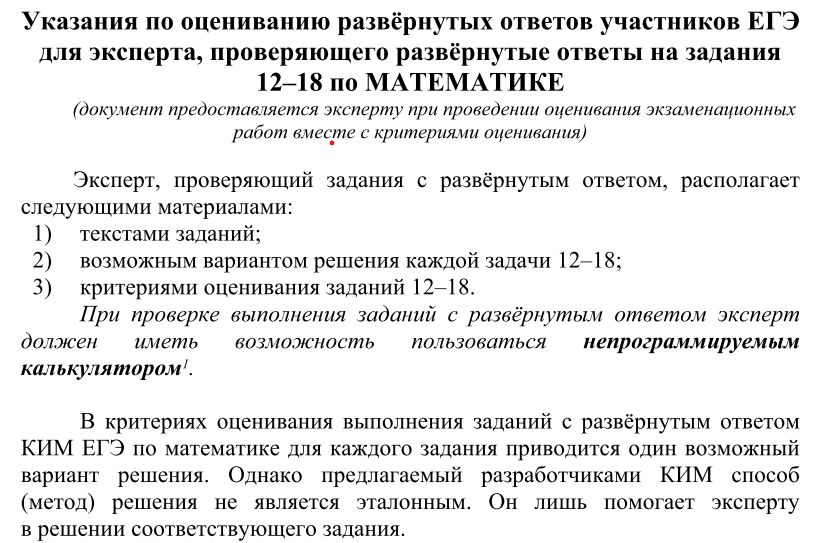 Указания по оцениванию развёрнутых ответов участников ЕГЭ
для эксперта, проверяющего развёрнутые ответы на задания
12–18 по МАТЕМАТИКЕ
(документ предоставляется эксперту при проведении оценивания экзаменационных
работ вместе с критериями оценивания)
Эксперт, проверяющий задания с развёрнутым ответом, располагает
следующими материалами:
1) текстами заданий;
2) возможным вариантом решения каждой задачи 12–18;
3) критериями оценивания заданий 12–18.
При проверке выполнения заданий с развёрнутым ответом эксперт
должен иметь возможность пользоваться непрограммируемым
калькулятором¹.
В критериях оценивания выполнения заданий с развёрнутым ответом
КИМ ЕГЭ по математике для каждого задания приводится один возможный
вариант решения. Однако предлагаемый разработчиками КИМ способ
(метод) решения не является эталонным. Он лишь помогает эксперту
в решении соответствующего задания.